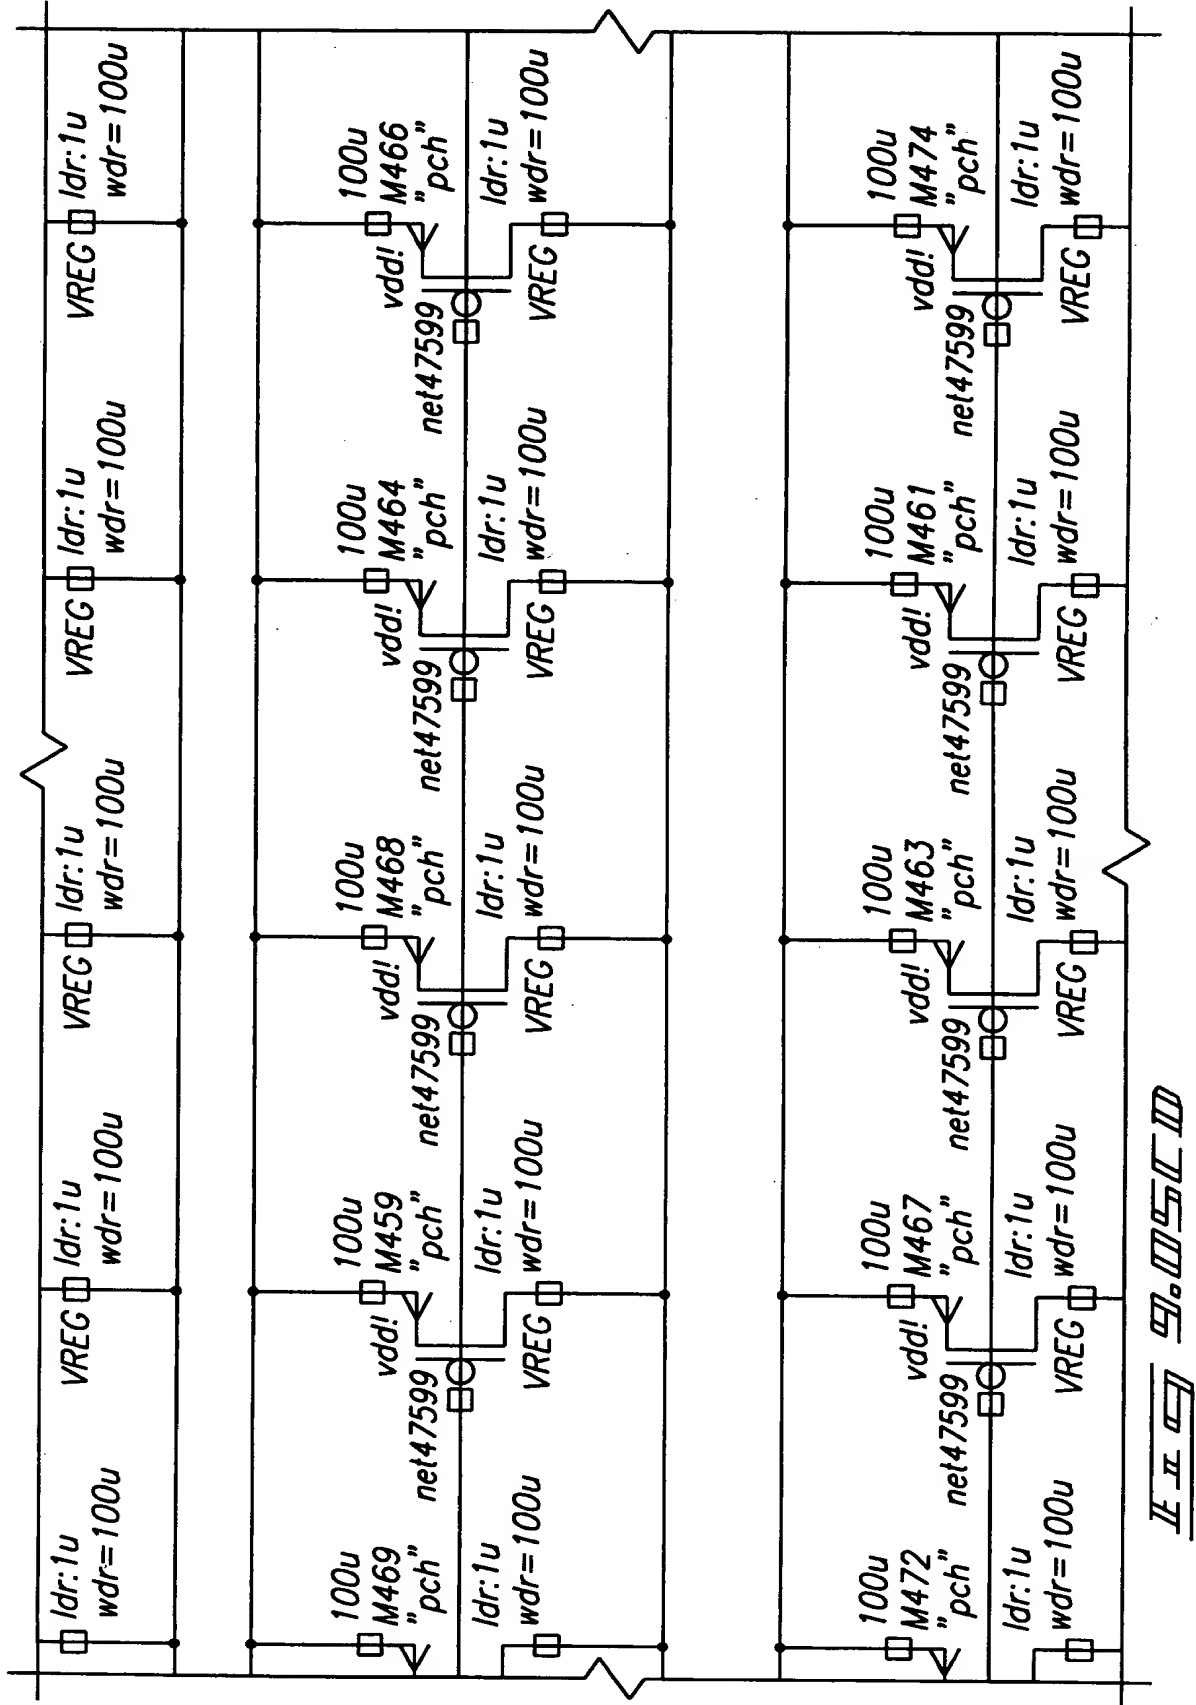 ldr:1u
wdr=100u
VREG
ldr:1u
wdr=100u
VREG
ldr:1u
wdr=100u
VREG
ldr:1u
wdr=100u
VREG
ldr:1u
wdr=100u
100u
M469
"pch"
ldr:1u
wdr=100u
100u
M459
"pch"
vdd!
net47599
ldr:1u
wdr=100u
VREG
100u
M468
"pch"
vdd!
net47599
ldr:1u
wdr=100u
VREG
100u
M464
"pch"
vdd!
net47599
ldr:1u
wdr=100u
VREG
100u
M466
"pch"
vdd!
net47599
ldr:1u
wdr=100u
VREG
100u
M472
"pch"
ldr:1u
wdr=100u
100u
M467
"pch"
vdd!
net47599
ldr:1u
wdr=100u
VREG
100u
M463
"pch"
vdd!
net47599
ldr:1u
wdr=100u
VREG
100u
M461
"pch"
vdd!
net47599
ldr:1u
wdr=100u
VREG
100u
M474
"pch"
vdd!
net47599
ldr:1u
wdr=100u
VREG
Fig 9.05CD